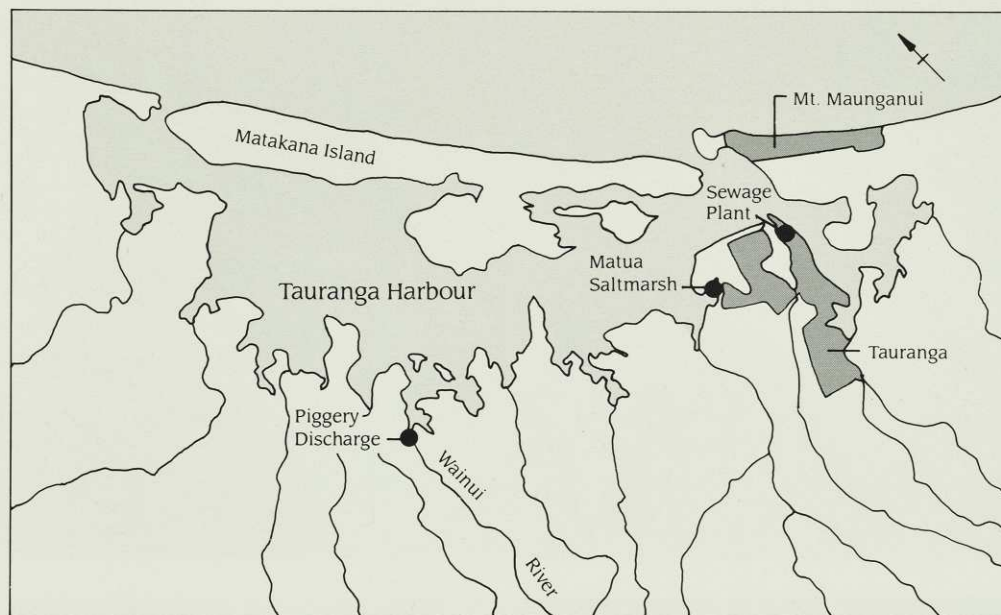 Mt. Maunganui
Matakana Island
Sewage
Plant
Matua
Saltmarsh
Tauranga Harbour
Tauranga
Piggery
Discharge
Wainui
River